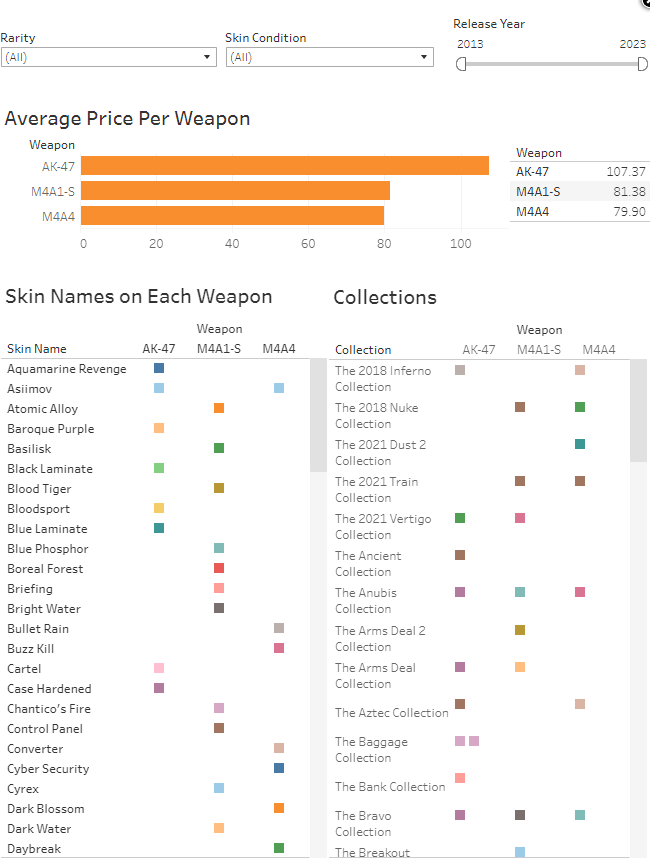 Release Year
Rarity
Skin Condition
(All)
(All)
2013
2023
Average Price Per Weapon
Weapon
AK-47
M4A1-S
M4A4
0
20
40
60
80
100
Weapon
AK-47 107.37
M4A1-S 81.38
M4A4 79.90
Skin Names on Each Weapon
Weapon
Skin Name AK-47 M4A1-S M4A4
Aquamarine Revenge
Asiimov
Atomic Alloy
Baroque Purple
Basilisk
Black Laminate
Blood Tiger
Bloodsport
Blue Laminate
Blue Phosphor
Boreal Forest
Briefing
Bright Water
Bullet Rain
Buzz Kill
Cartel
Case Hardened
Chantico's Fire
Control Panel
Converter
Cyber Security
Cyrex
Dark Blossom
Dark Water
Daybreak
Collections
Weapon
Collection AK-47 M4A1-S M4A4
The 2018 Inferno
Collection
The 2018 Nuke
Collection
The 2021 Dust 2
Collection
The 2021 Train
Collection
The 2021 Vertigo
Collection
The Ancient
Collection
The Anubis
Collection
The Arms Deal 2
Collection
The Arms Deal
Collection
The Aztec Collection
The Baggage
Collection
The Bank Collection
The Bravo
Collection
The Breakout